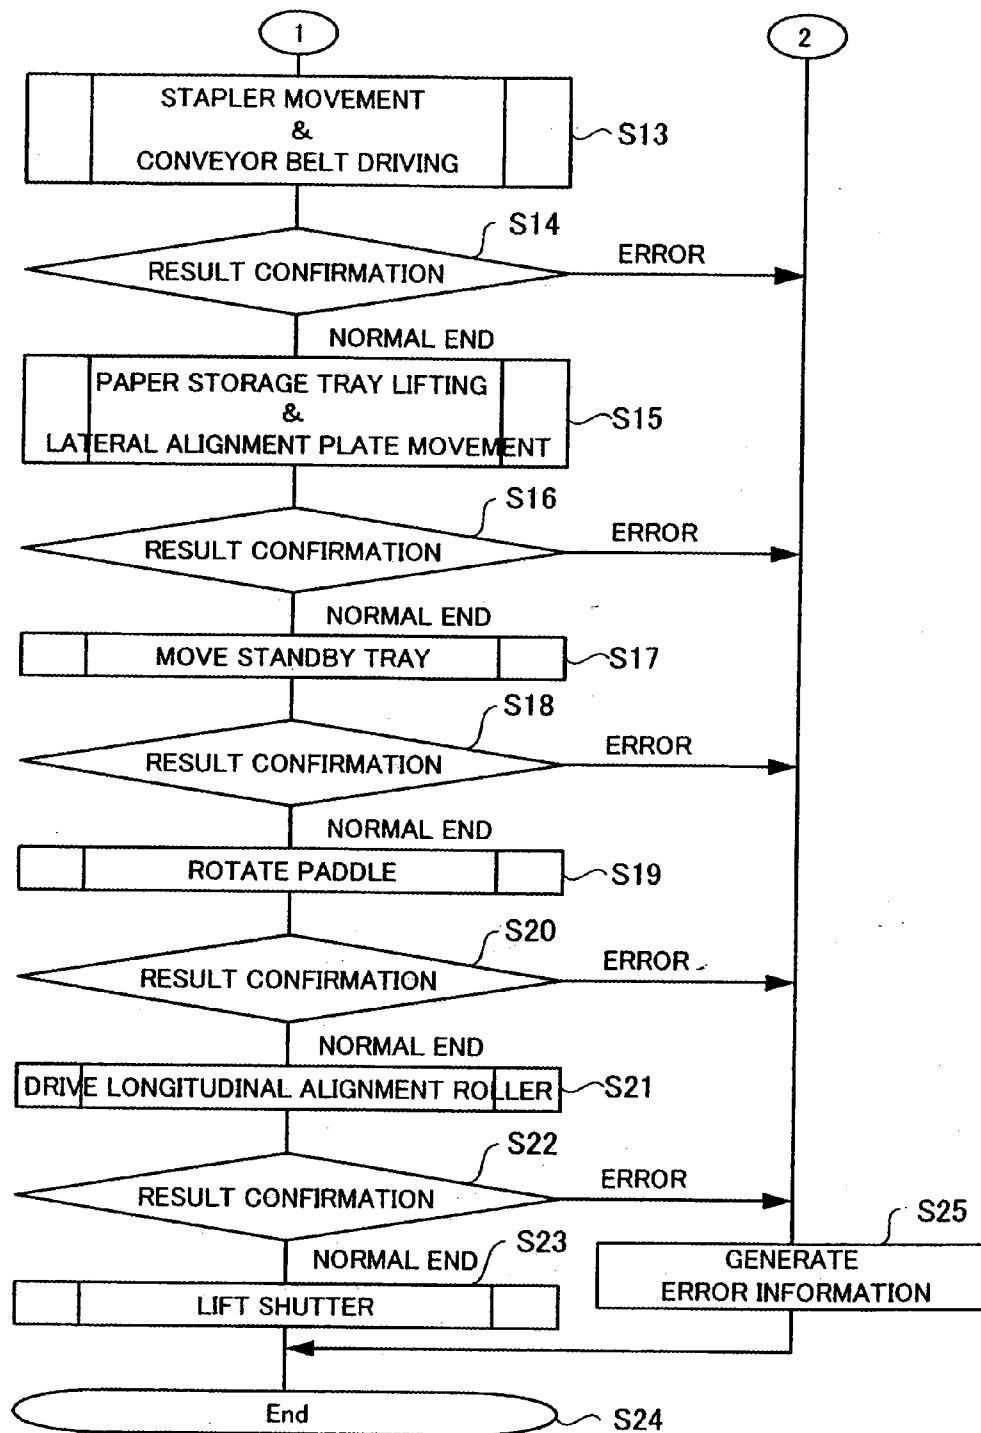 1
2
STAPLER MOVEMENT
&
CONVEYOR BELT DRIVING
S13
S14
RESULT CONFIRMATION
ERROR
NORMAL END
PAPER STORAGE TRAY LIFTING
&
LATERAL ALIGNMENT PLATE MOVEMENT
S15
S16
RESULT CONFIRMATION
ERROR
NORMAL END
MOVE STANDBY TRAY
S17
S18
RESULT CONFIRMATION
ERROR
NORMAL END
ROTATE PADDLE
S19
S20
RESULT CONFIRMATION
ERROR
NORMAL END
DRIVE LONGITUDINAL ALIGNMENT ROLLER
S21
S22
RESULT CONFIRMATION
ERROR
NORMAL END
S23
LIFT SHUTTER
S25
GENERATE
ERROR INFORMATION
End
S24